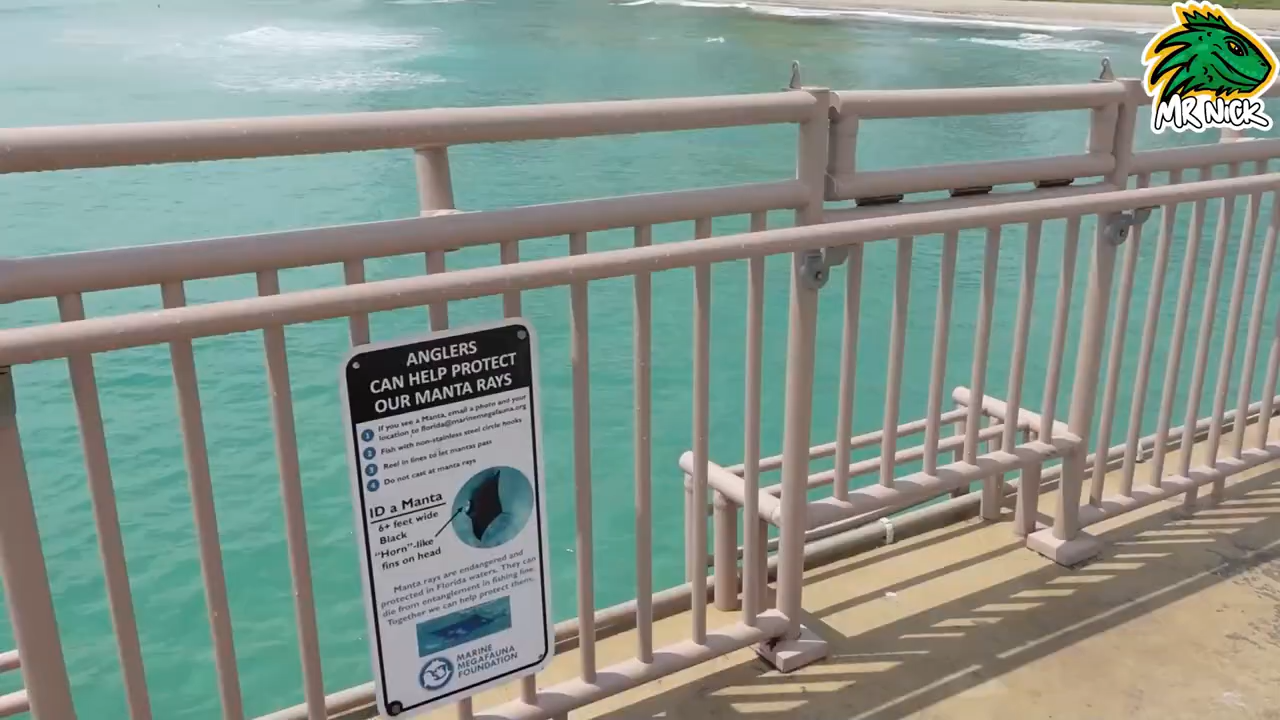 MR NICK
ANGLERS
CAN HELP PROTECT
OUR MANTA RAYS
1 If you see a Manta, email a photo and your
location to florida@marinemegafauna.org
2 Fish with non-stainless steel circle hooks
3 Reel in lines to let mantas pass
4 Do not cast at manta rays
ID a Manta
6+ feet wide
Black
"Horn"-like
fins on head
Manta rays are endangered and
protected in Florida waters. They can
die from entanglement in fishing line.
Together we can help protect them.
MARINE
MEGAFAUNA
FOUNDATION